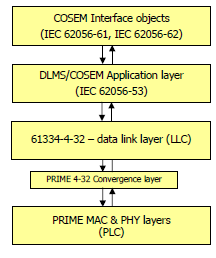 COSEM Interface objects
(IEC 62056-61, IEC 62056-62)
DLMS/COSEM Application layer
(IEC 62056-53)
61334-4-32 – data link layer (LLC)
PRIME 4-32 Convergence layer
PRIME MAC & PHY layers
(PLC)